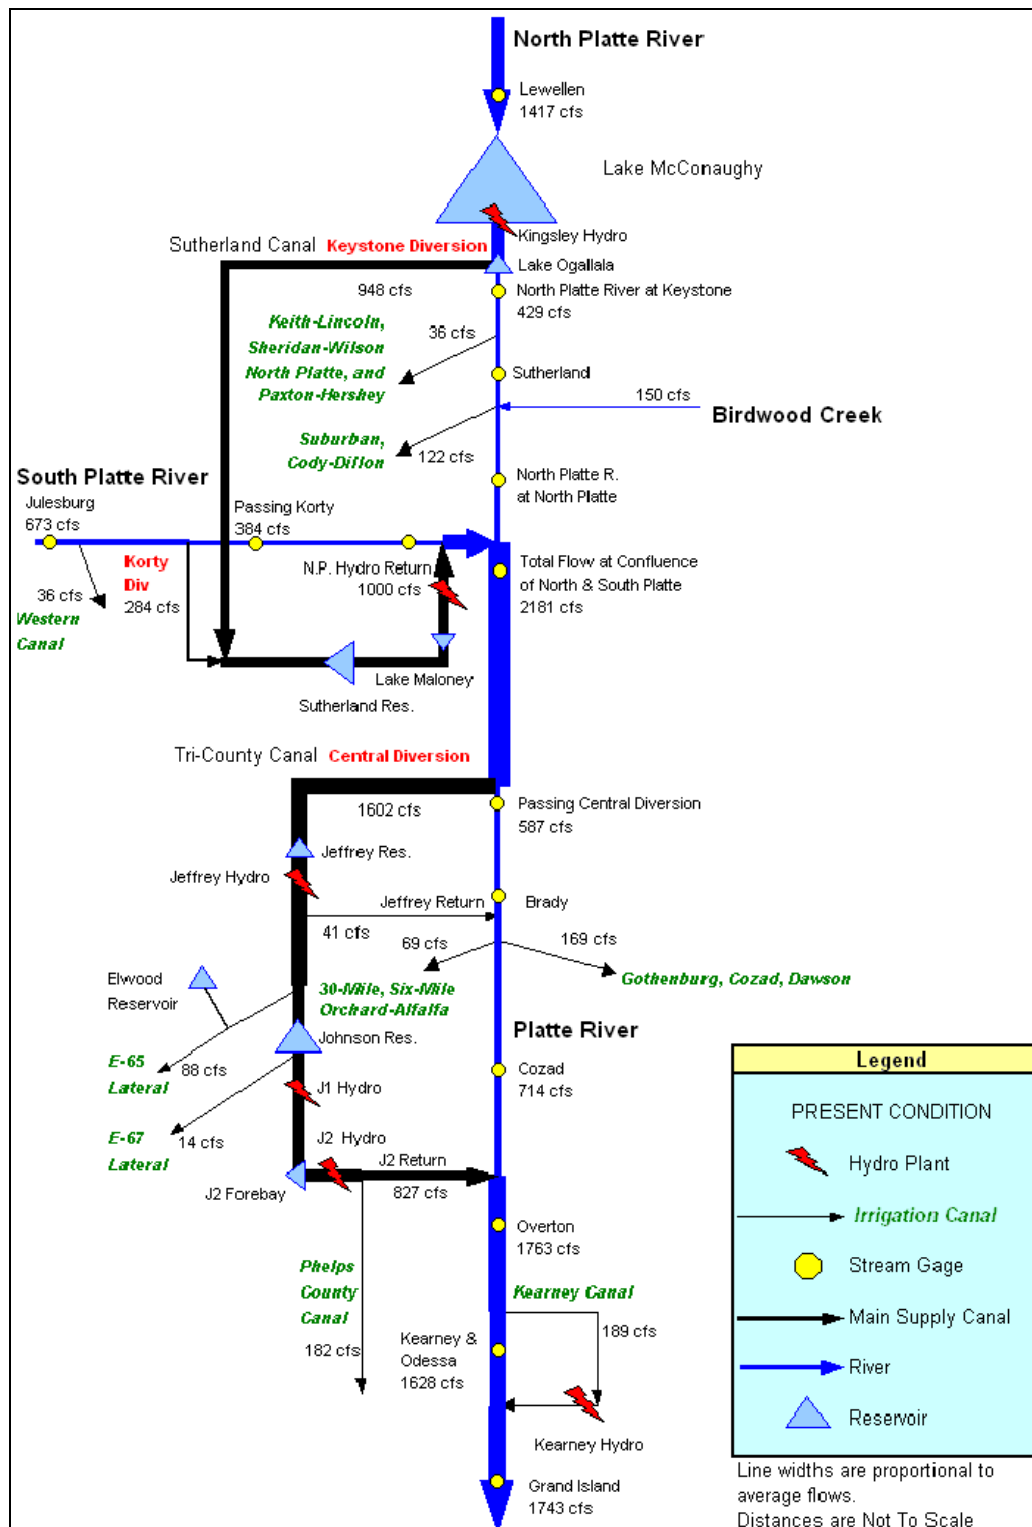 North Platte River
Lewellen
1417 cfs
Lake McConaughy
Kingsley Hydro
Sutherland Canal Keystone Diversion
Lake Ogallala
948 cfs
North Platte River at Keystone
429 cfs
Keith-Lincoln,
Sheridan-Wilson
North Platte, and
Paxton-Hershey
36 cfs
Sutherland
150 cfs
Birdwood Creek
Suburban,
Cody-Dillon
122 cfs
North Platte R.
at North Platte
South Platte River
Julesburg
673 cfs
Passing Korty
384 cfs
Korty
Div
284 cfs
36 cfs
Western
Canal
N.P. Hydro Return
1000 cfs
Total Flow at Confluence
of North & South Platte
2181 cfs
Lake Maloney
Sutherland Res.
Tri-County Canal Central Diversion
1602 cfs
Passing Central Diversion
587 cfs
Jeffrey Res.
Jeffrey Hydro
Jeffrey Return
41 cfs
Brady
69 cfs
169 cfs
Gothenburg, Cozad, Dawson
30-Mile, Six-Mile
Orchard-Alfalfa
Elwood
Reservoir
Platte River
Johnson Res.
E-65
Lateral
88 cfs
Cozad
714 cfs
J1 Hydro
E-67
Lateral
14 cfs
J2 Hydro
J2 Return
827 cfs
J2 Forebay
Overton
1763 cfs
Phelps
County
Canal
182 cfs
Kearney Canal
189 cfs
Kearney &
Odessa
1628 cfs
Kearney Hydro
Grand Island
1743 cfs
Legend
PRESENT CONDITION
Hydro Plant
Irrigation Canal
Stream Gage
Main Supply Canal
River
Reservoir
Line widths are proportional to
average flows.
Distances are Not To Scale